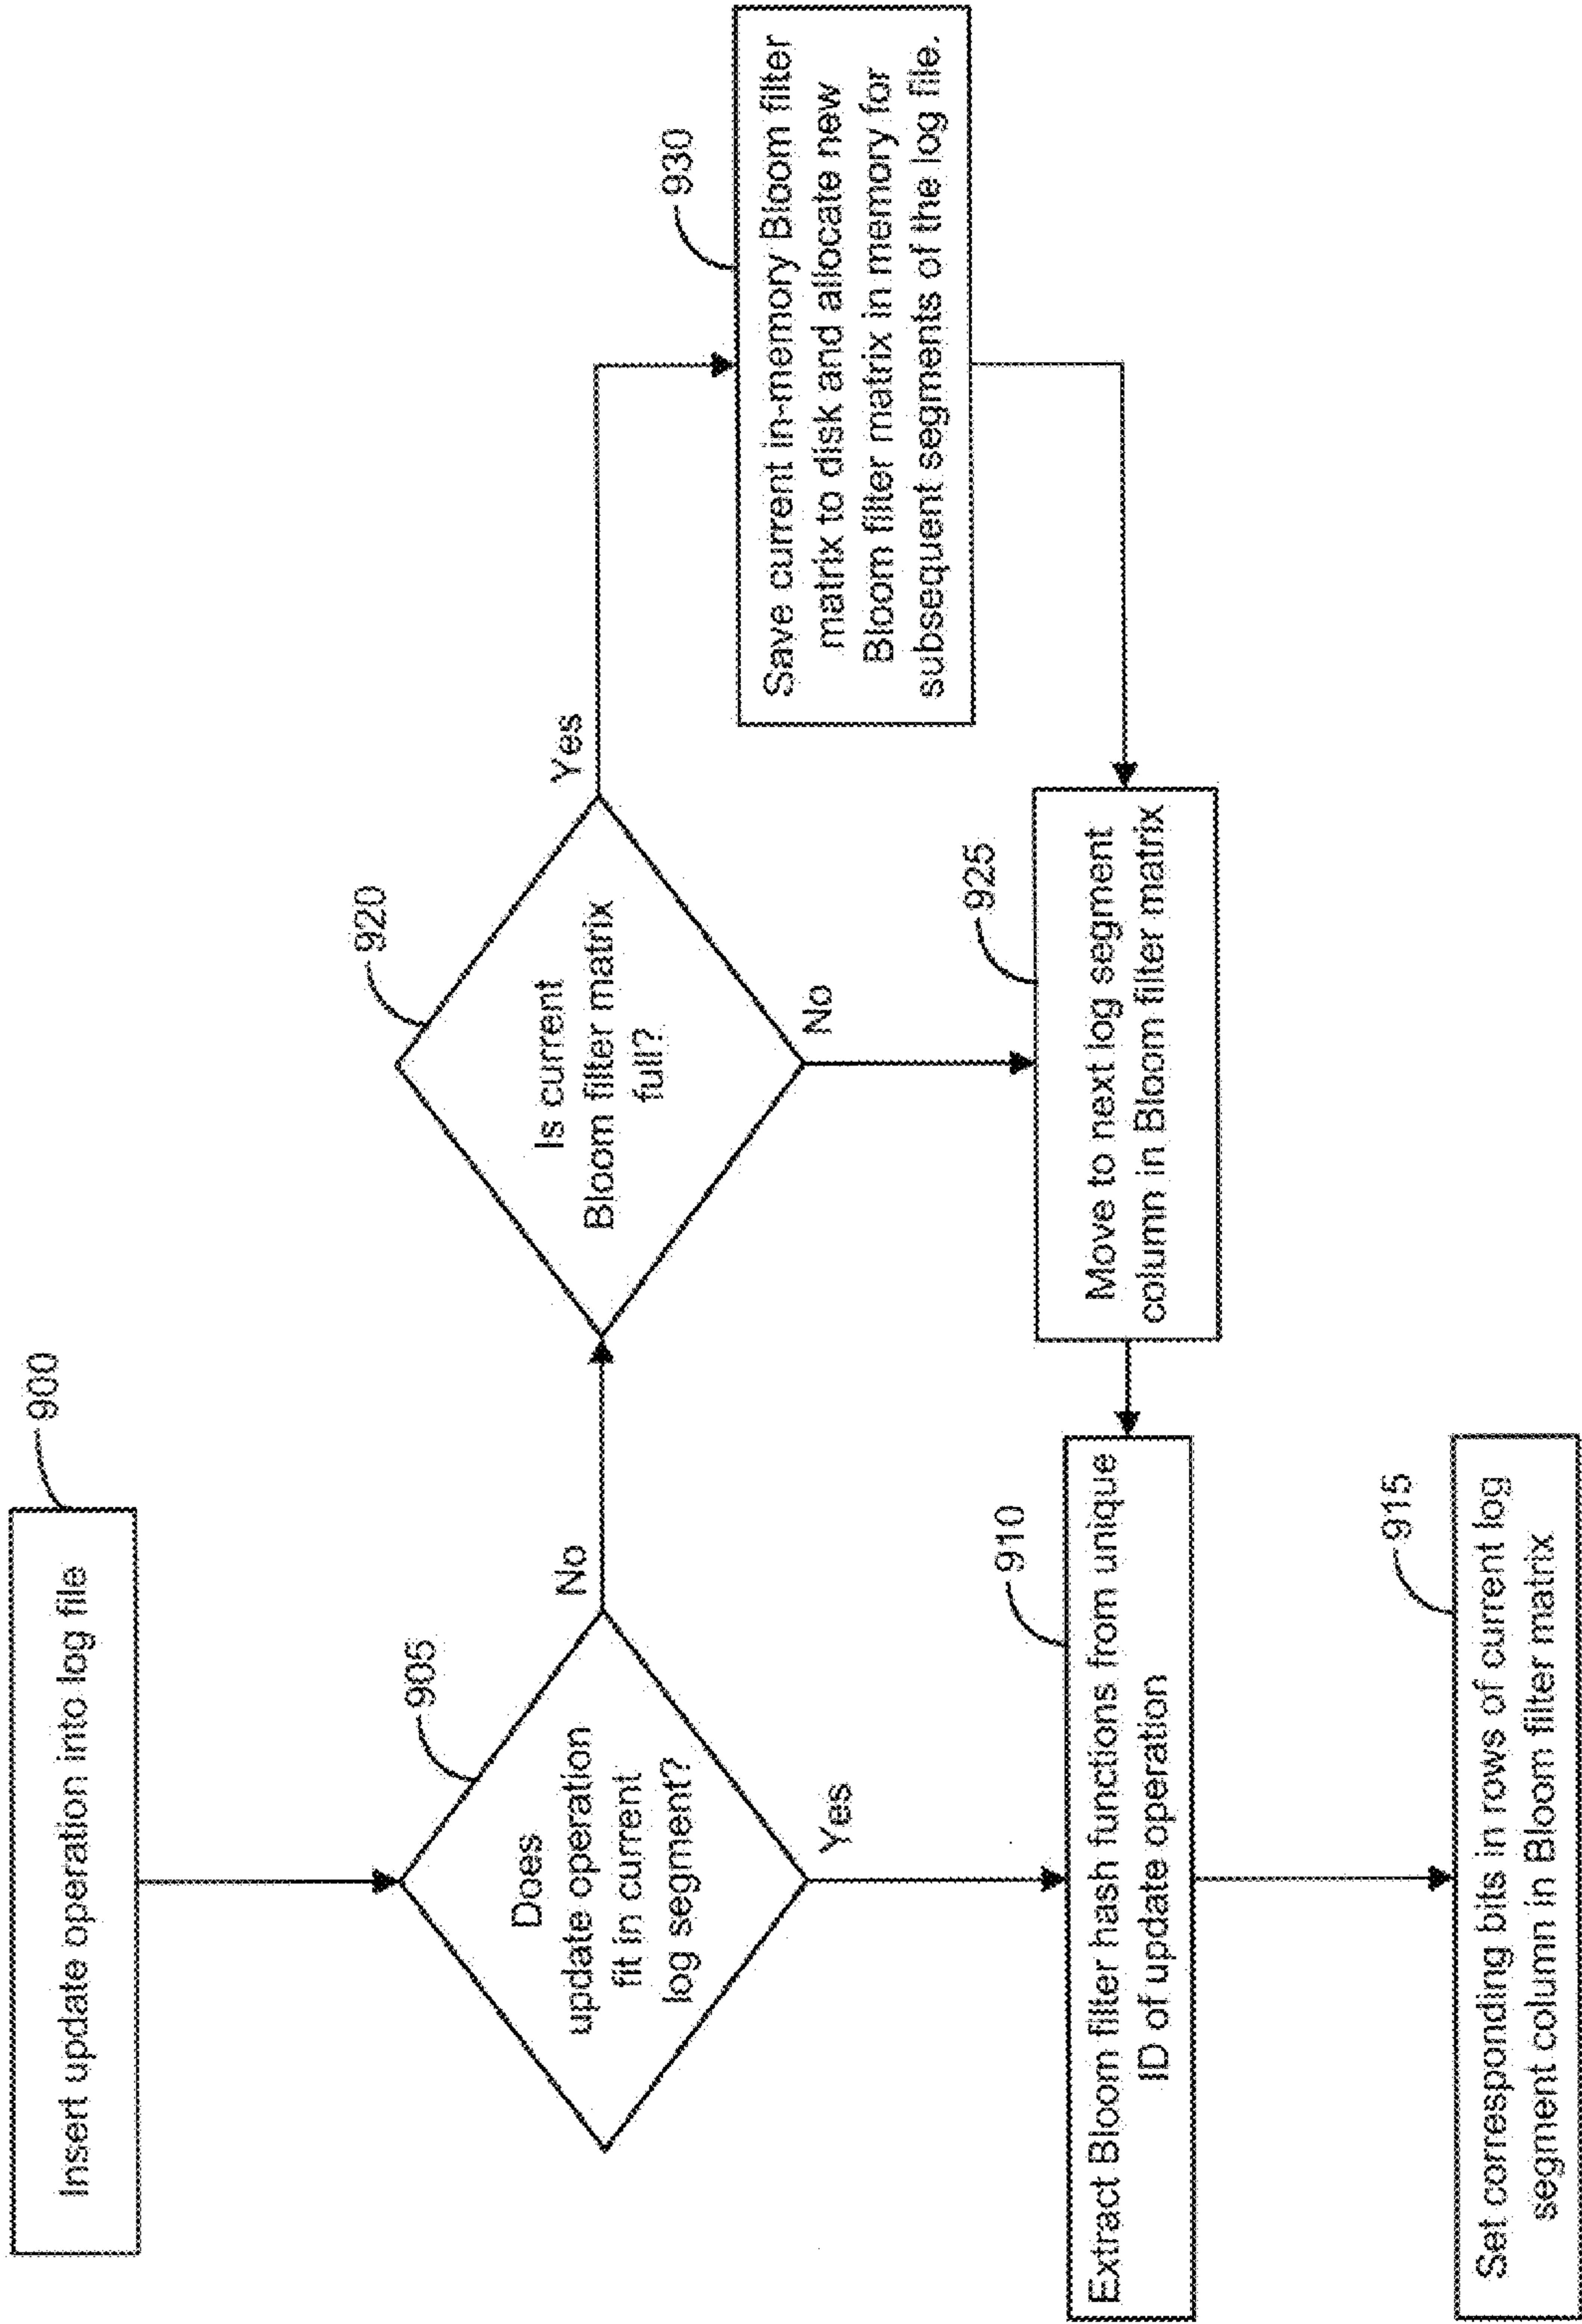 Insert update operation into log file
900
Does
update operation
fit in current
log segment?
905
No
Yes
Is current
Bloom filter matrix
full?
920
Yes
No
Save current in-memory Bloom filter
matrix to disk and allocate new
Bloom filter matrix in memory for
subsequent segments of the log file.
930
Move to next log segment
column in Bloom filter matrix
925
Extract Bloom filter hash functions from unique
ID of update operation
910
Set corresponding bits in rows of current log
segment column in Bloom filter matrix
915